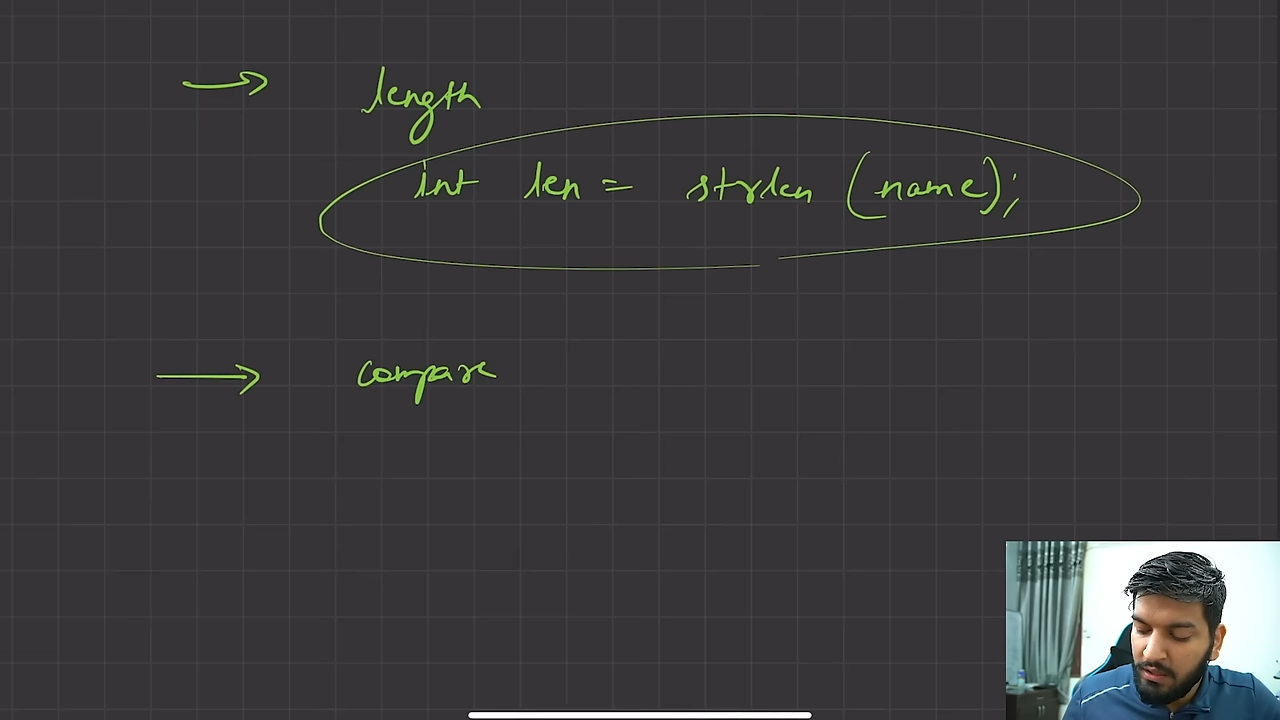 → length
int len = strlen (name);
→ compare